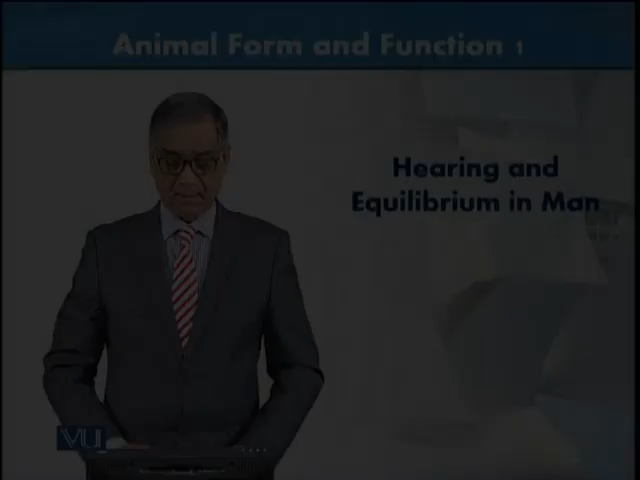 Animal Form and Function 1
Hearing and
Equilibrium in Man
VU